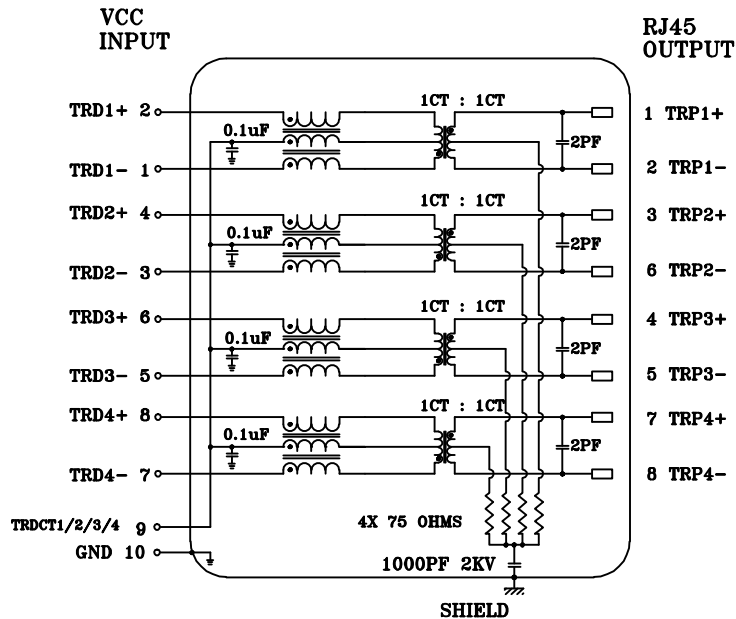 VCC
INPUT
RJ45
OUTPUT
TRD1+ 2
0.1uF
1CT : 1CT
2PF
1 TRP1+
TRD1- 1
2 TRP1-
TRD2+ 4
0.1uF
1CT : 1CT
2PF
3 TRP2+
TRD2- 3
6 TRP2-
TRD3+ 6
0.1uF
1CT : 1CT
2PF
4 TRP3+
TRD3- 5
5 TRP3-
TRD4+ 8
0.1uF
1CT : 1CT
2PF
7 TRP4+
TRD4- 7
8 TRP4-
TRDCT1/2/3/4 9
4X 75 OHMS
GND 10
1000PF 2KV
SHIELD